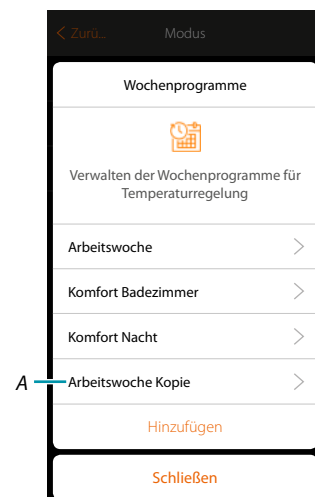 Zurü... Modus
Wochenprogramme
Verwalten der Wochenprogramme für
Temperaturregelung
Arbeitswoche
Komfort Badezimmer
Komfort Nacht
A Arbeitswoche Kopie
Hinzufügen
Schließen